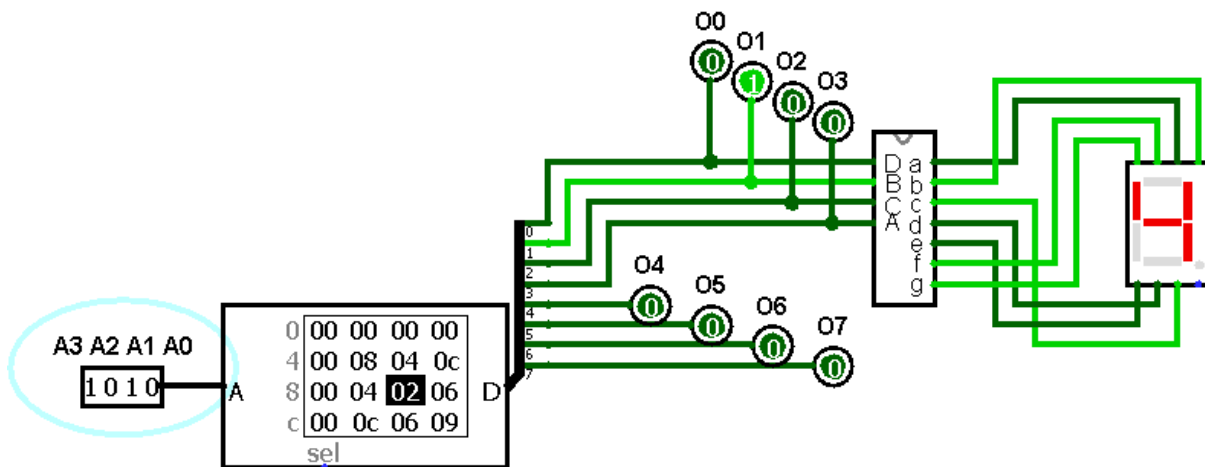 O0
O1
O2
O3
0
1
0
0
D a
B b
C c
A d
e
f
g
0
1
2
3
4
5
6
7
O4
O5
O6
O7
0
0
0
0
A3 A2 A1 A0
1 0 1 0
A
D
0 00 00 00 00
4 00 08 04 0c
8 00 04 02 06
c 00 0c 06 09
sel
4